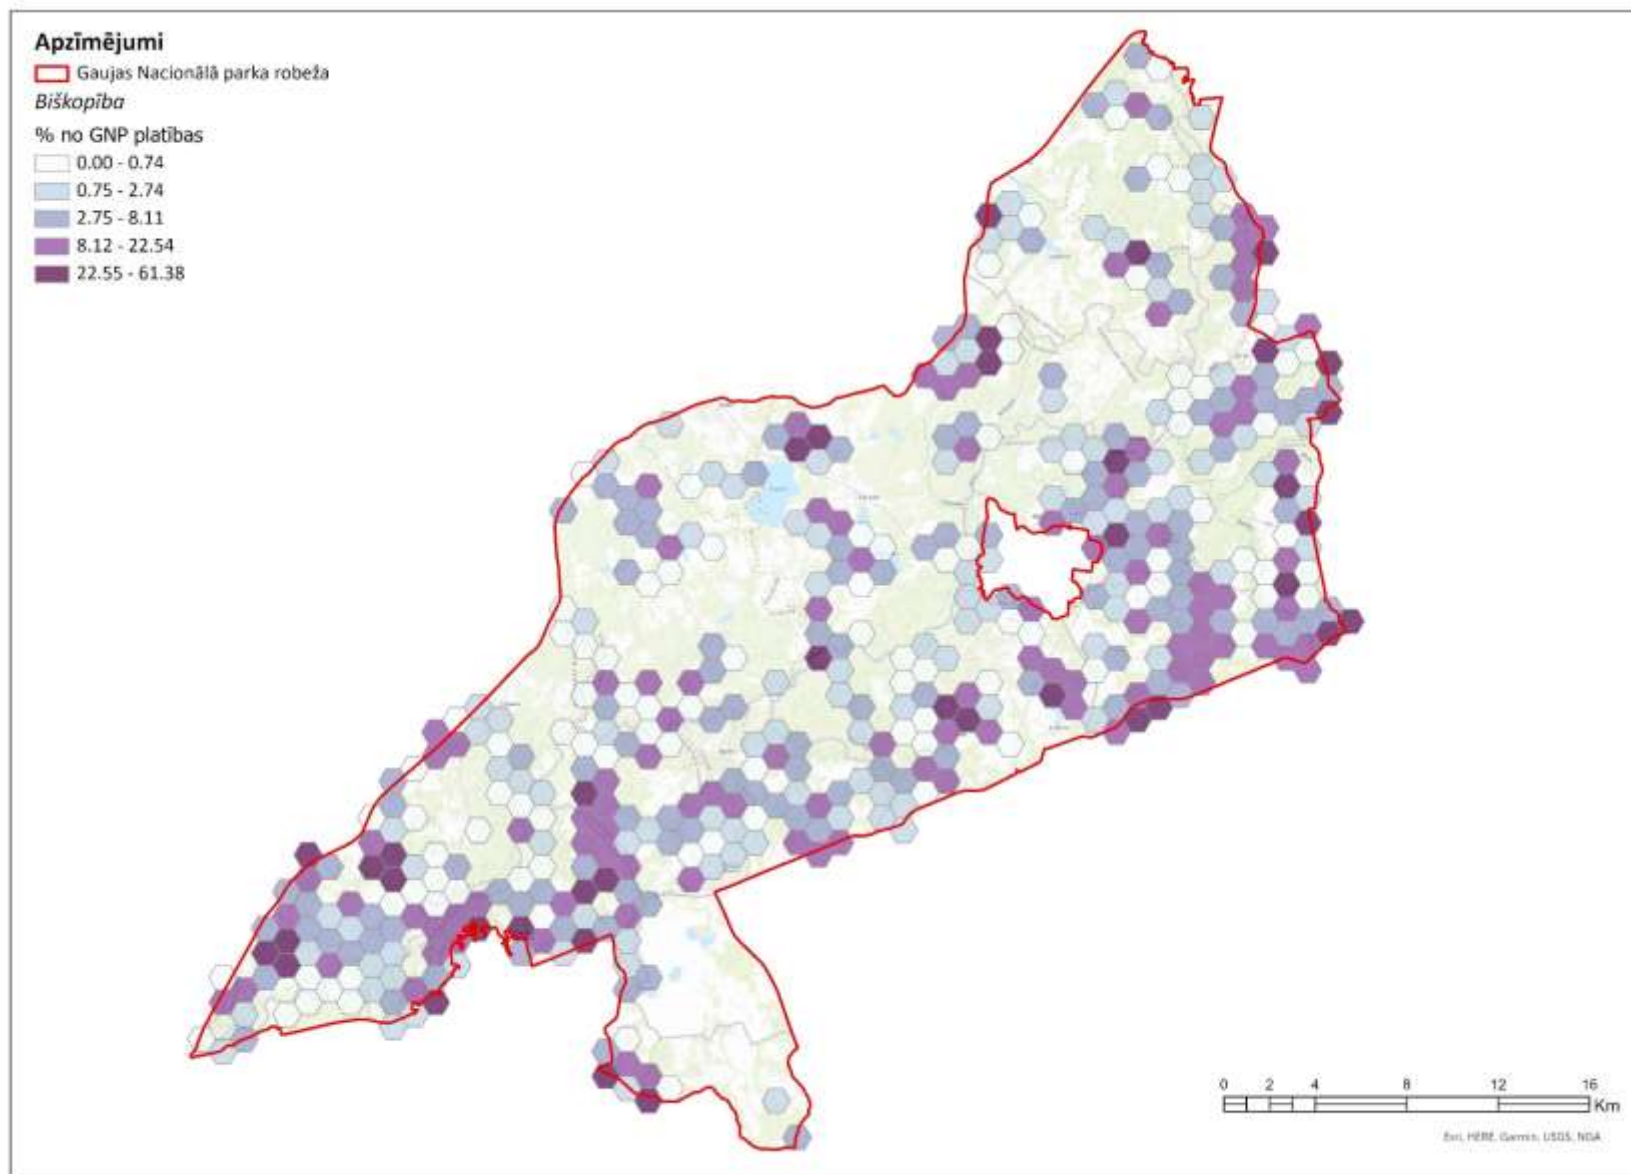 Apzīmējumi
Gaujas Nacionālā parka robeža
Biškopība
% no GNP platības
0.00 - 0.74
0.75 - 2.74
2.75 - 8.11
8.12 - 22.54
22.55 - 61.38
0 2 4 8 12 16
Km
Esri, HERE, Garmin, USGS, NGA